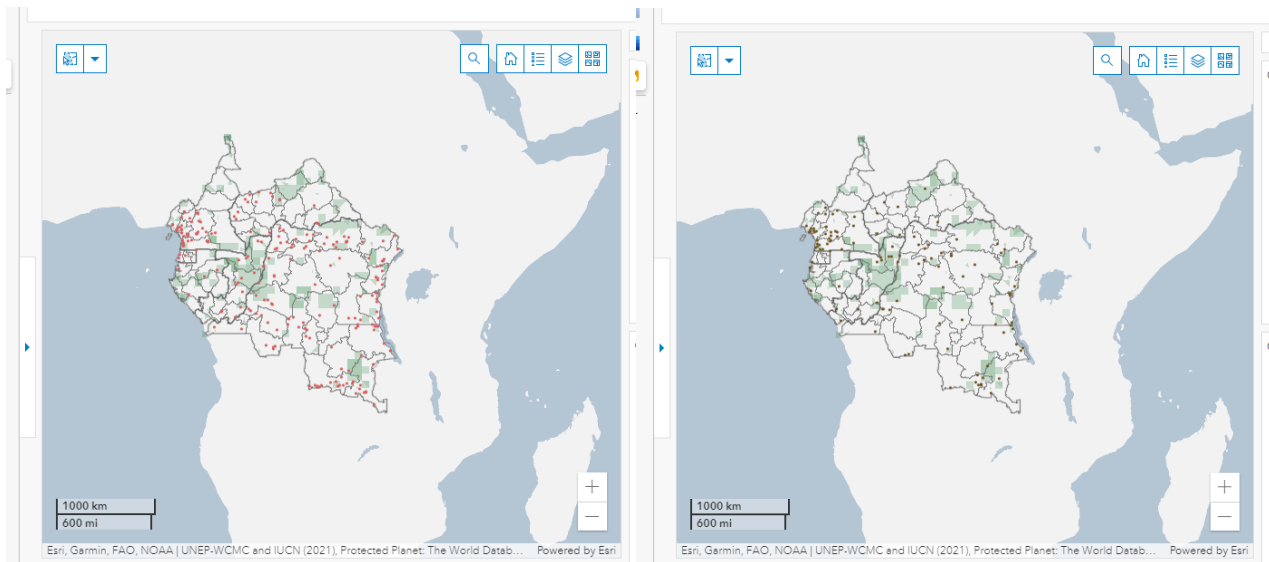 1000 km
600 mi
Esri, Garmin, FAO, NOAA | UNEP-WCMC and IUCN (2021), Protected Planet: The World Datab... Powered by Esri
1000 km
600 mi
Esri, Garmin, FAO, NOAA | UNEP-WCMC and IUCN (2021), Protected Planet: The World Datab... Powered by Esri